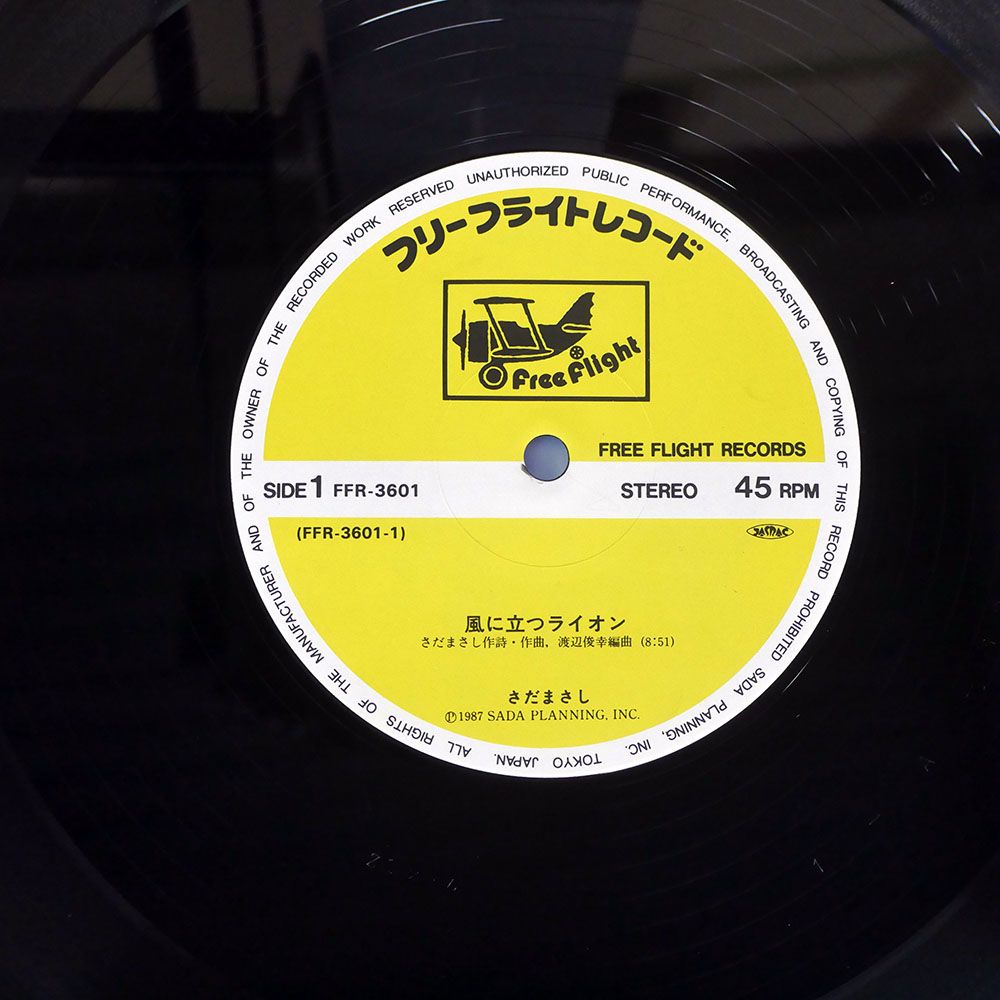 ALL RIGHTS OF THE MANUFACTURER AND OF THE OWNER OF THE RECORDED WORK RESERVED UNAUTHORIZED PUBLIC PERFORMANCE, BROADCASTING AND COPYING OF THIS RECORD PROHIBITED SADA PLANNING, INC. TOKYO JAPAN.
フリーフライトレコード
Free Flight
FREE FLIGHT RECORDS
SIDE 1 FFR-3601
STEREO 45 RPM
(FFR-3601-1)
JASRAC
風に立つライオン
さだまさし作詩・作曲, 渡辺俊幸編曲 (8:51)
さだまさし
℗1987 SADA PLANNING, INC.